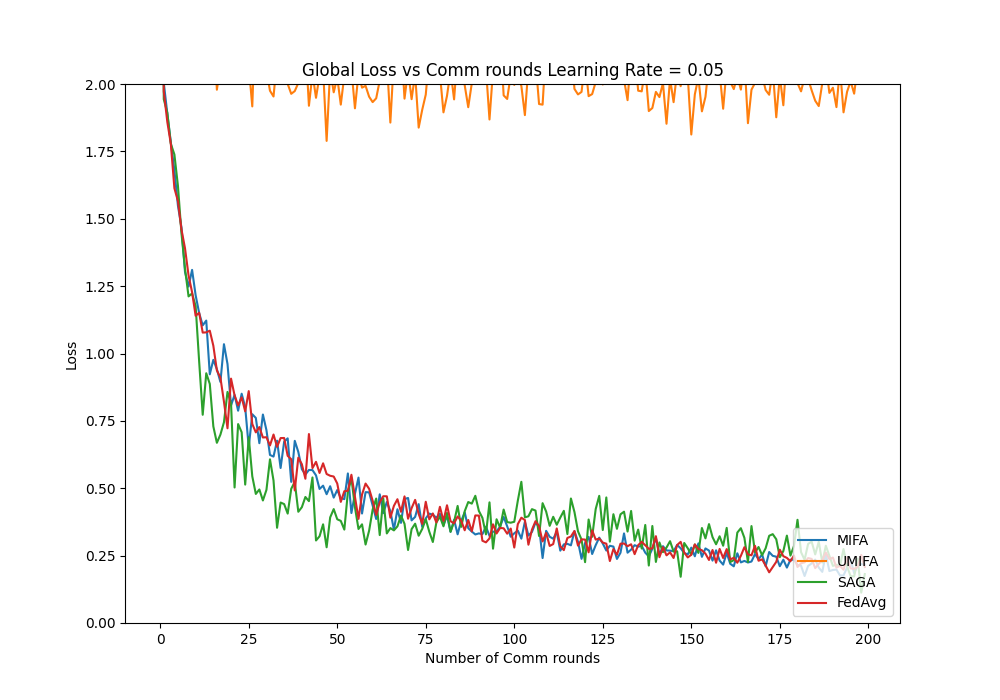 Global Loss vs Comm rounds Learning Rate = 0.05
2.00
1.75
1.50
1.25
1.00
0.75
0.50
0.25
0.00
Loss
0 25 50 75 100 125 150 175 200
Number of Comm rounds
MIFA
UMIFA
SAGA
FedAvg